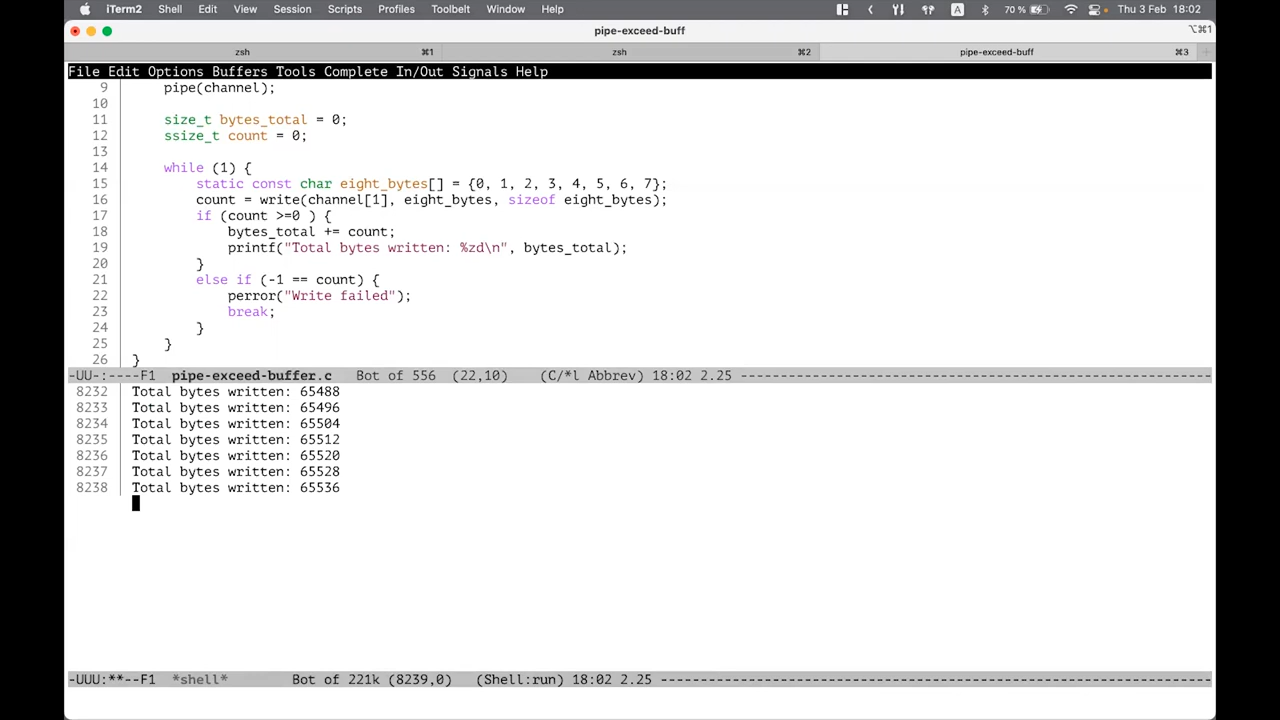 iTerm2 Shell Edit View Session Scripts Profiles Toolbelt Window Help A 70 % Thu 3 Feb 18:02
pipe-exceed-buff ⌥⌘1
zsh ⌘1 zsh ⌘2 pipe-exceed-buff ⌘3
File Edit Options Buffers Tools Complete In/Out Signals Help
9 pipe(channel);
10
11 size_t bytes_total = 0;
12 ssize_t count = 0;
13
14 while (1) {
15 static const char eight_bytes[] = {0, 1, 2, 3, 4, 5, 6, 7};
16 count = write(channel[1], eight_bytes, sizeof eight_bytes);
17 if (count >=0 ) {
18 bytes_total += count;
19 printf("Total bytes written: %zd\n", bytes_total);
20 }
21 else if (-1 == count) {
22 perror("Write failed");
23 break;
24 }
25 }
26 }
-UU-:----F1 pipe-exceed-buffer.c Bot of 556 (22,10) (C/*l Abbrev) 18:02 2.25 ------------------------------------------------------------
8232 Total bytes written: 65488
8233 Total bytes written: 65496
8234 Total bytes written: 65504
8235 Total bytes written: 65512
8236 Total bytes written: 65520
8237 Total bytes written: 65528
8238 Total bytes written: 65536
-UUU:**--F1 *shell* Bot of 221k (8239,0) (Shell:run) 18:02 2.25 ----------------------------------------------------------------------